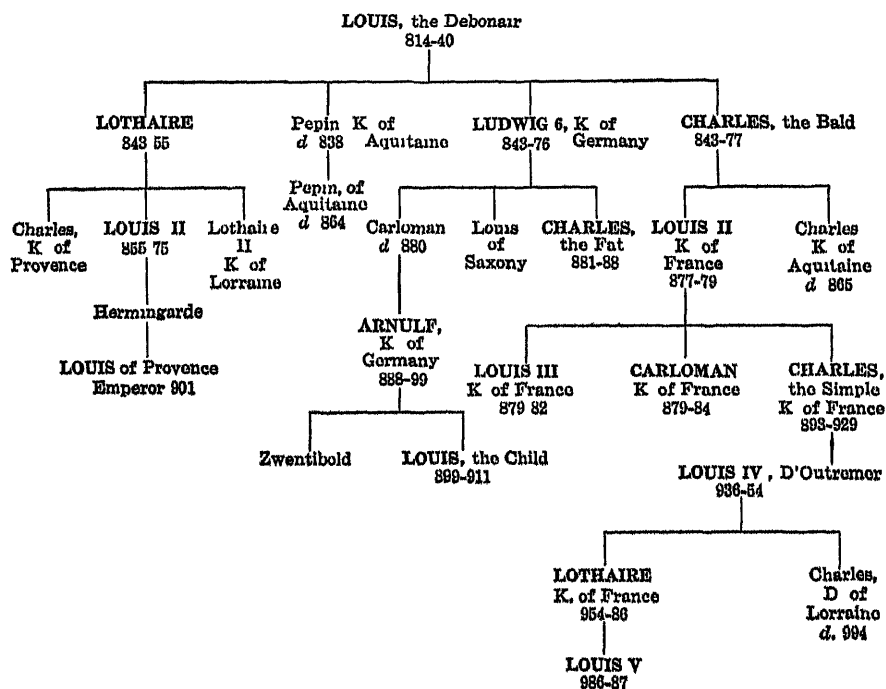 LOUIS, the Debonair
814-40
LOTHAIRE
843 55
Pepin K of
d 838 Aquitaine
LUDWIG 6, K of
843-76 Germany
CHARLES, the Bald
843-77
Charles,
K of
Provence
LOUIS II
855 75
Lothaire
II
K of
Lorraine
Pepin, of
Aquitaine
d 864
Carloman
d 880
Louis
of
Saxony
CHARLES,
the Fat
881-88
LOUIS II
K of
France
877-79
Charles
K of
Aquitaine
d 865
Hermingarde
LOUIS of Provence
Emperor 901
ARNULF,
K of
Germany
888-99
LOUIS III
K of France
879 82
CARLOMAN
K of France
879-84
CHARLES,
the Simple
K of France
893-929
Zwentibold
LOUIS, the Child
899-911
LOUIS IV, D'Outremer
936-54
LOTHAIRE
K. of France
954-86
Charles,
D of
Lorraine
d. 994
LOUIS V
986-87